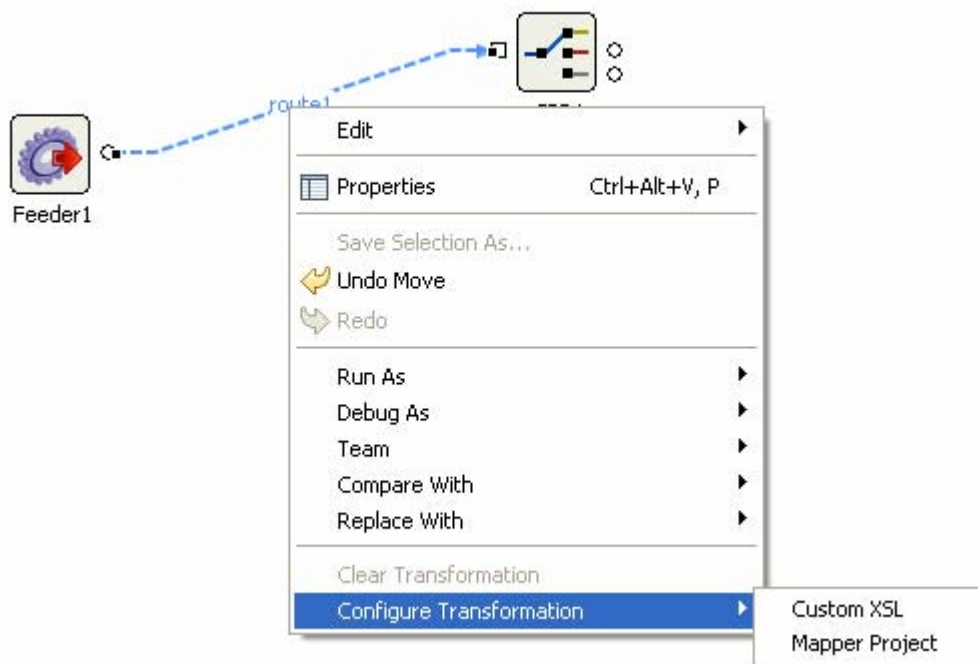 route1
Feeder1
Edit
Properties Ctrl+Alt+V, P
Save Selection As...
Undo Move
Redo
Run As
Debug As
Team
Compare With
Replace With
Clear Transformation
Configure Transformation
Custom XSL
Mapper Project